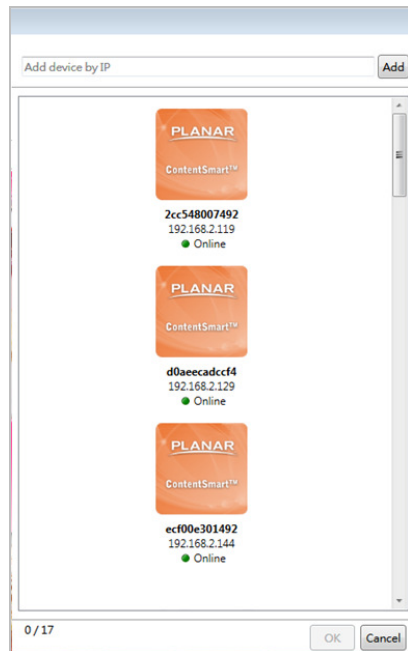 Add device by IP
Add
PLANAR
ContentSmart™
2cc548007492
192.168.2.119
Online
PLANAR
ContentSmart™
d0aeecadccf4
192.168.2.129
Online
PLANAR
ContentSmart™
ecf00e301492
192.168.2.144
Online
0 / 17
OK
Cancel